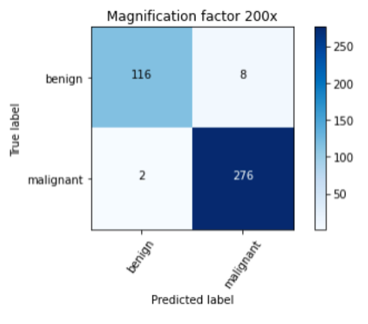 Magnification factor 200x
True label
benign
116
8
malignant
2
276
benign
malignant
Predicted label
250
200
150
100
50